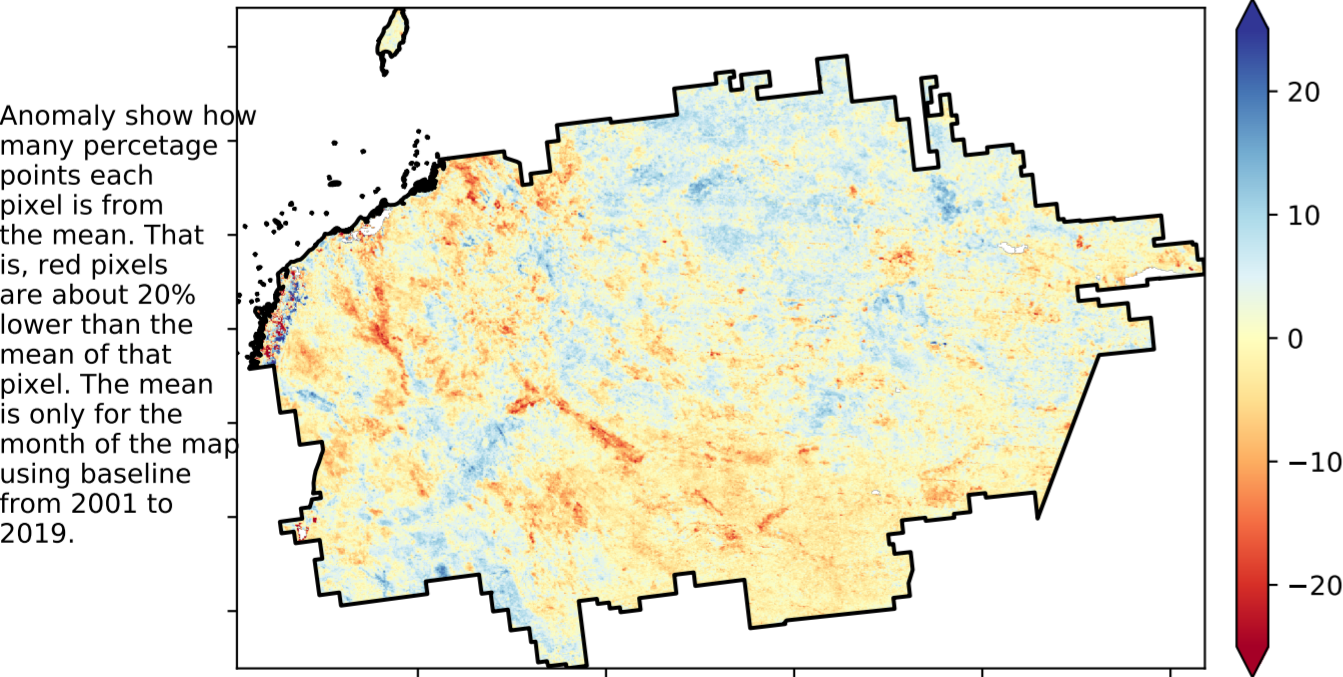 Anomaly show how
many percetage
points each
pixel is from
the mean. That
is, red pixels
are about 20%
lower than the
mean of that
pixel. The mean
is only for the
month of the map
using baseline
from 2001 to
2019.
20
10
0
−10
−20